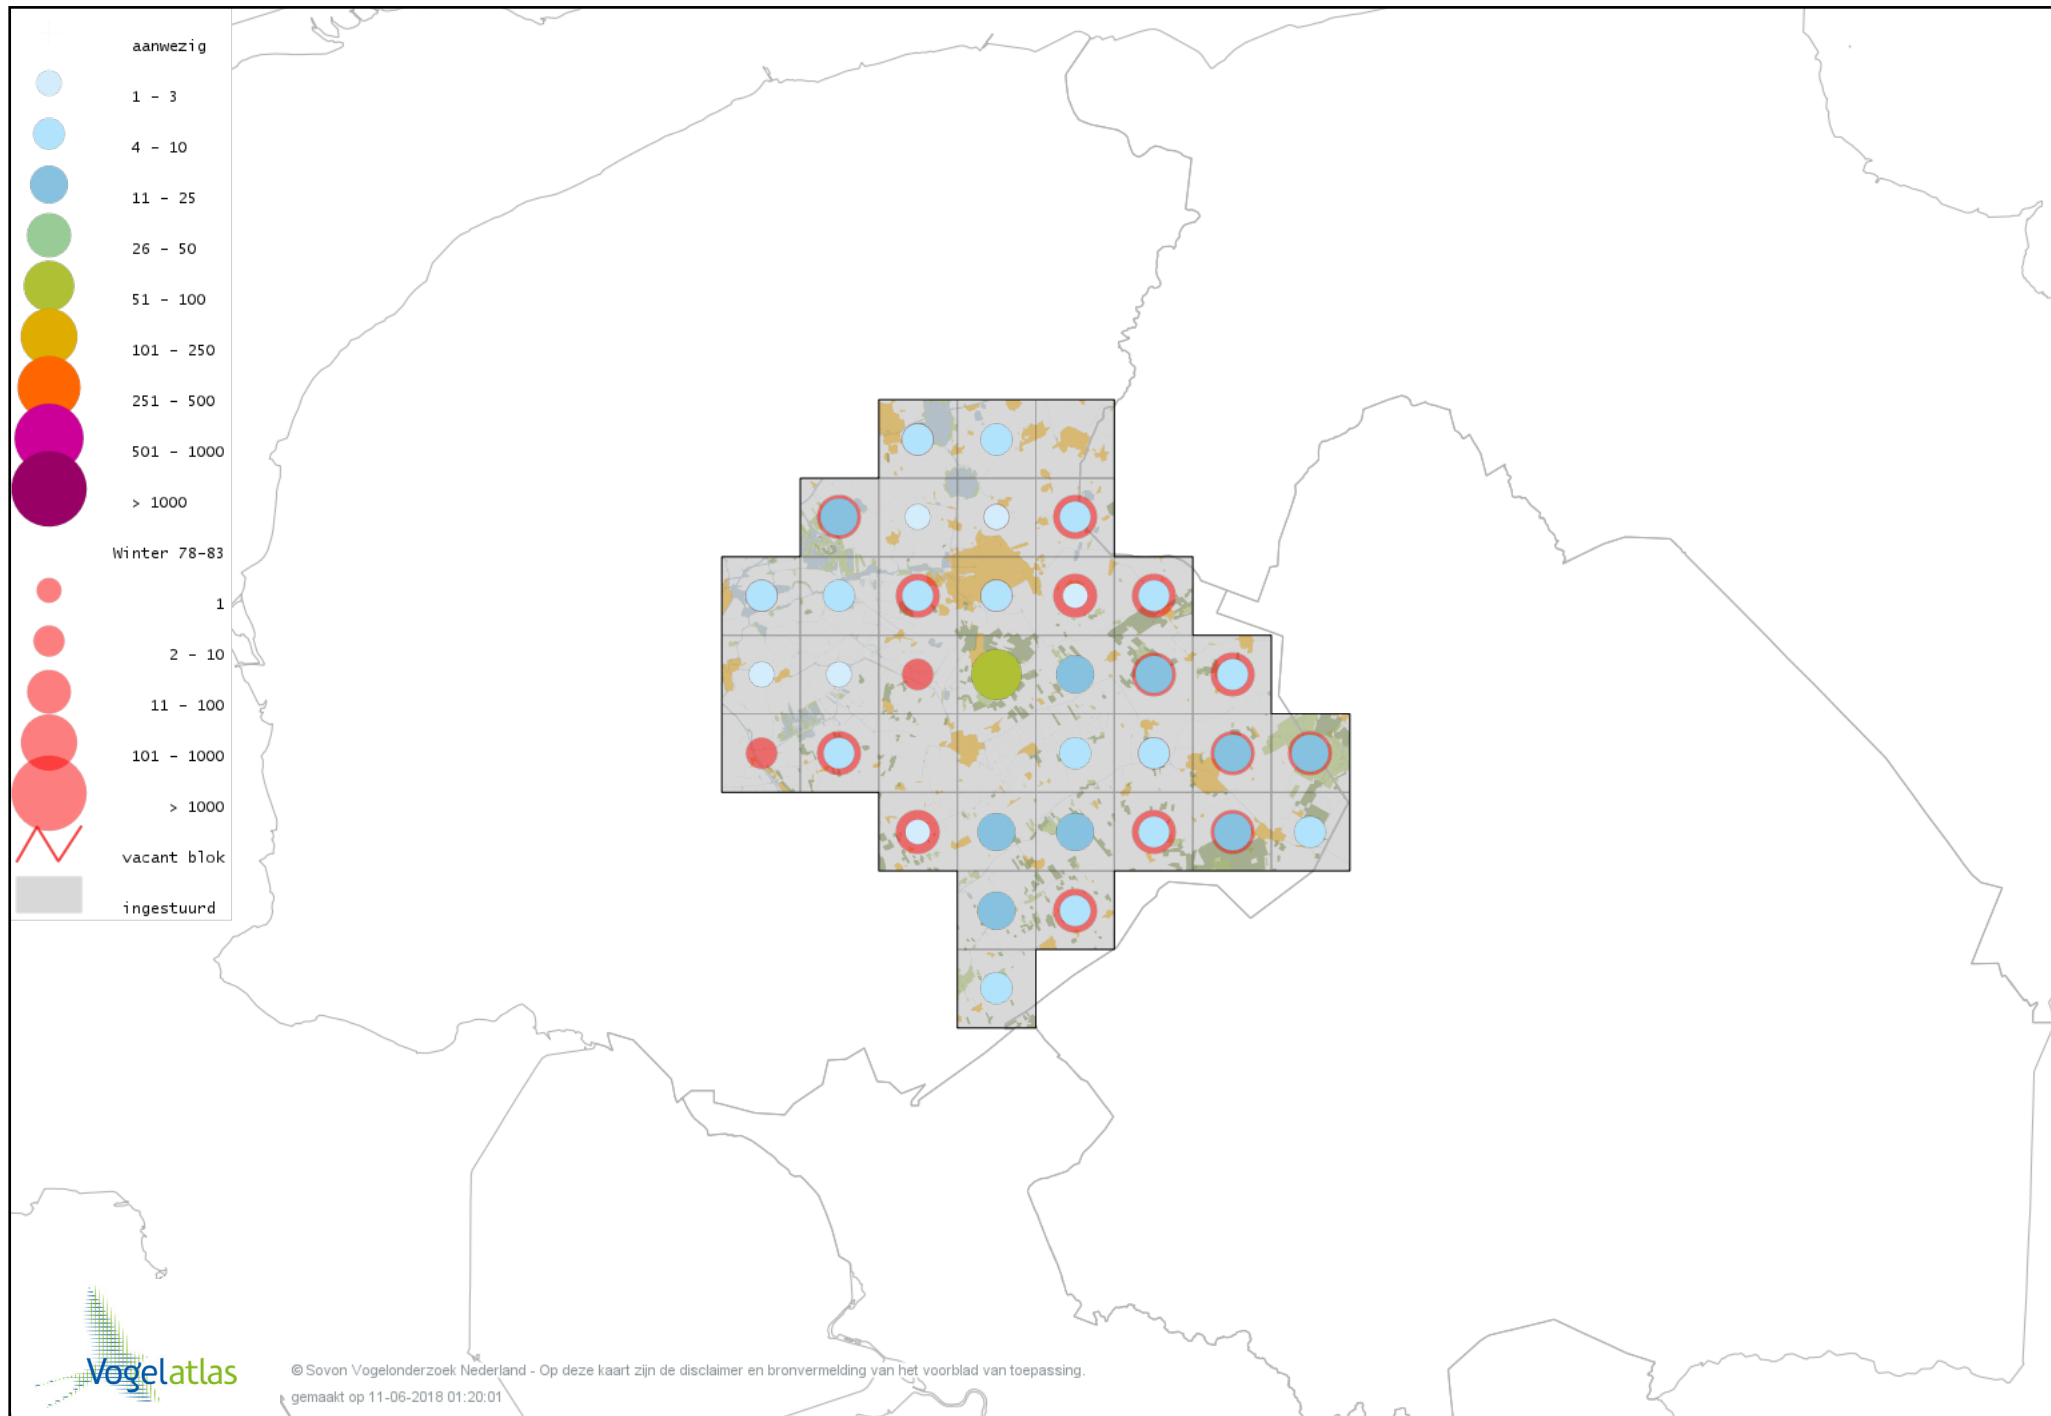 aanwezig
1 - 3
4 - 10
11 - 25
26 - 50
51 - 100
101 - 250
251 - 500
501 - 1000
> 1000
Winter 78-83
1
2 - 10
11 - 100
101 - 1000
> 1000
vacant blok
ingestuurd
Vogelatlas
© Sovon Vogelonderzoek Nederland - Op deze kaart zijn de disclaimer en bronvermelding van het voorblad van toepassing.
gemaakt op 11-06-2018 01:20:01